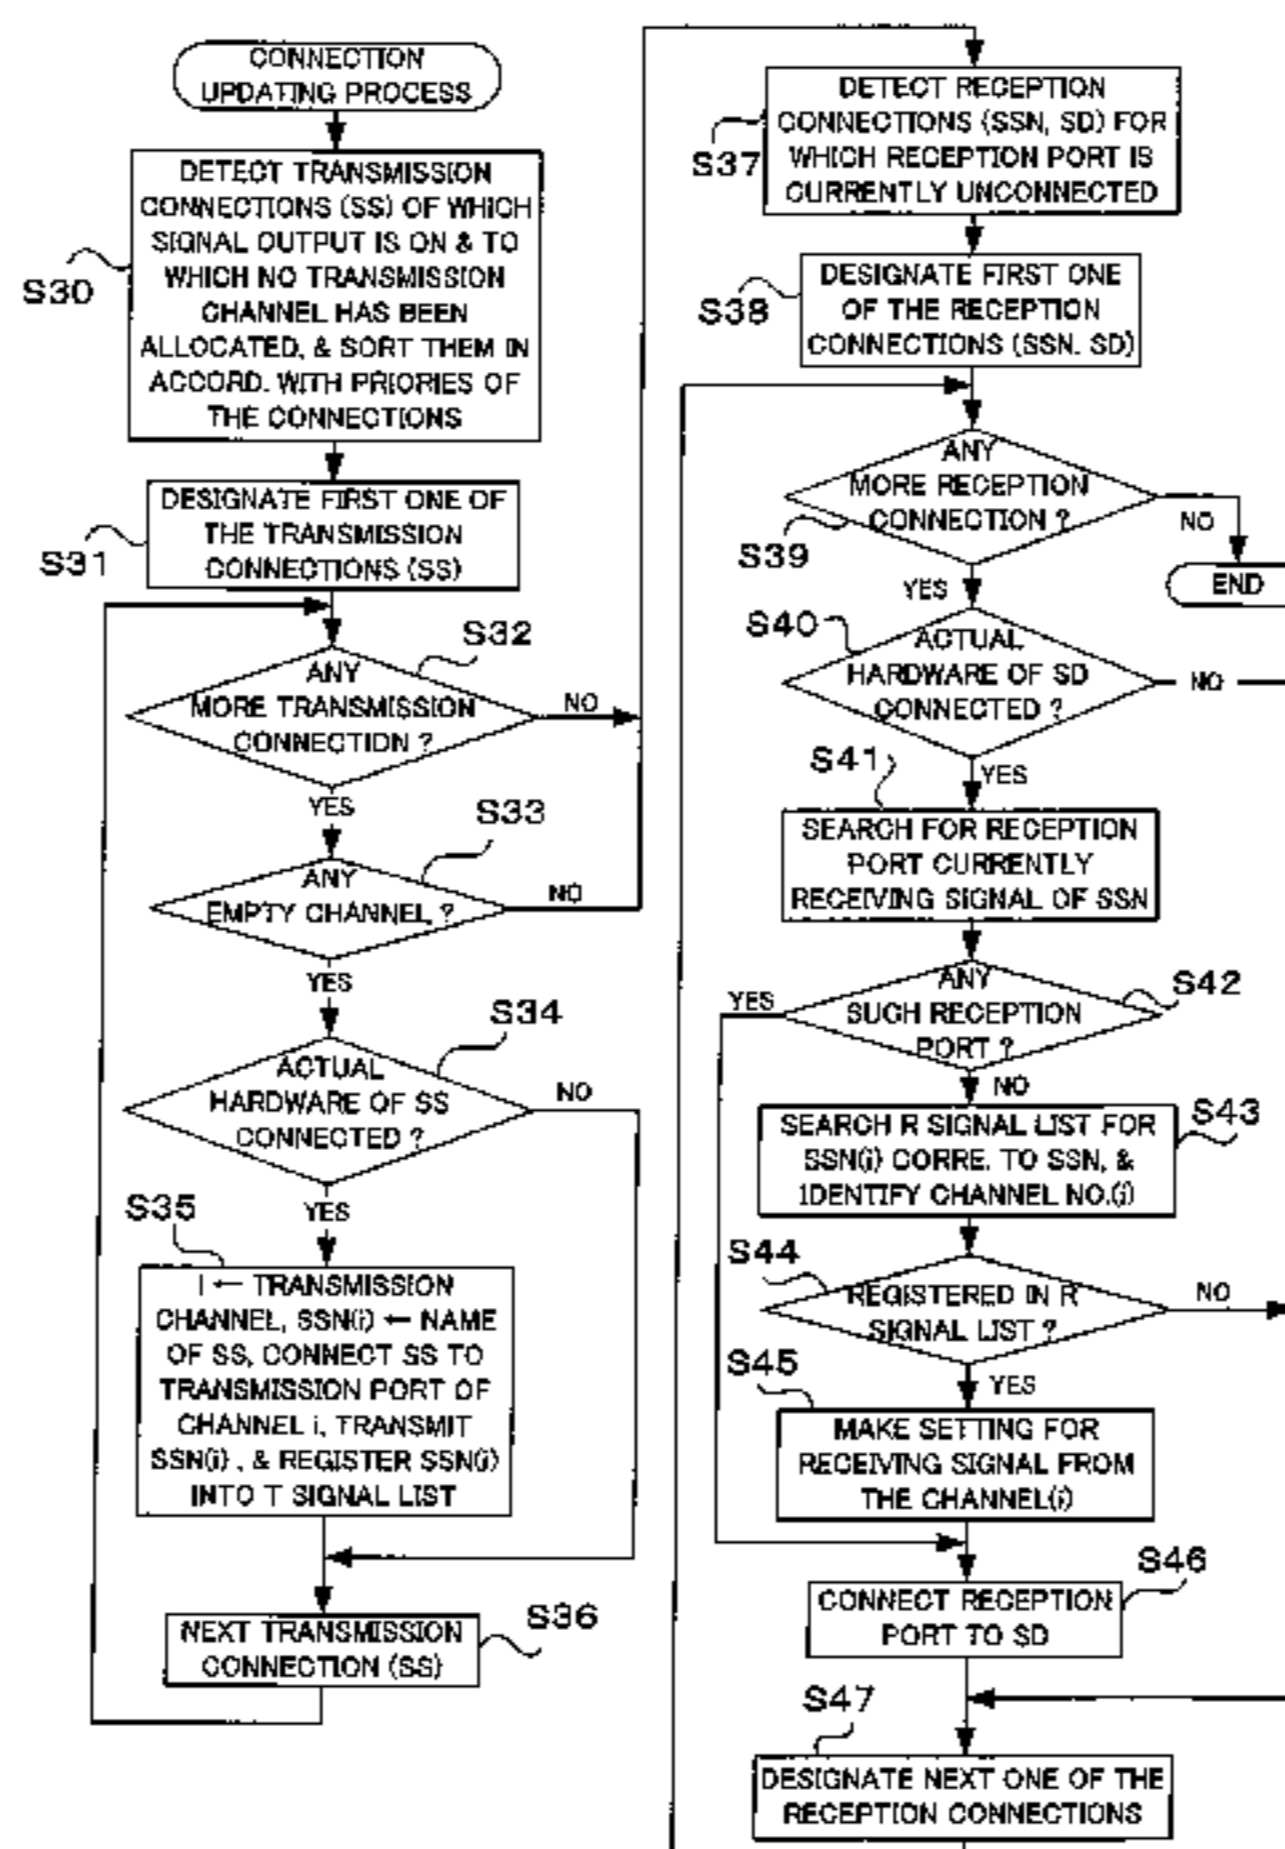 CONNECTION
UPDATING PROCESS
DETECT TRANSMISSION
CONNECTIONS (SS) OF WHICH
SIGNAL OUTPUT IS ON & TO
WHICH NO TRANSMISSION
CHANNEL HAS BEEN
ALLOCATED, & SORT THEM IN
ACCORD. WITH PRIORIES OF
THE CONNECTIONS
S30
DESIGNATE FIRST ONE OF
THE TRANSMISSION
CONNECTIONS (SS)
S31
S32
ANY
MORE TRANSMISSION
CONNECTION ?
NO
YES
S33
ANY
EMPTY CHANNEL ?
NO
YES
S34
ACTUAL
HARDWARE OF SS
CONNECTED ?
NO
YES
S35
i ← TRANSMISSION
CHANNEL, SSN(i) ← NAME
OF SS, CONNECT SS TO
TRANSMISSION PORT OF
CHANNEL i, TRANSMIT
SSN(i) , & REGISTER SSN(i)
INTO T SIGNAL LIST
NEXT TRANSMISSION
CONNECTION (SS)
S36
DETECT RECEPTION
CONNECTIONS (SSN, SD) FOR
WHICH RECEPTION PORT IS
CURRENTLY UNCONNECTED
S37
DESIGNATE FIRST ONE
OF THE RECEPTION
CONNECTIONS (SSN. SD)
S38
ANY
MORE RECEPTION
CONNECTION ?
S39
NO
END
YES
S40
ACTUAL
HARDWARE OF SD
CONNECTED ?
NO
YES
S41
SEARCH FOR RECEPTION
PORT CURRENTLY
RECEIVING SIGNAL OF SSN
S42
ANY
SUCH RECEPTION
PORT ?
YES
NO
S43
SEARCH R SIGNAL LIST FOR
SSN(i) CORRE. TO SSN, &
IDENTIFY CHANNEL NO.(i)
S44
REGISTERED IN R
SIGNAL LIST ?
NO
YES
S45
MAKE SETTING FOR
RECEIVING SIGNAL FROM
THE CHANNEL(i)
S46
CONNECT RECEPTION
PORT TO SD
S47
DESIGNATE NEXT ONE OF THE
RECEPTION CONNECTIONS